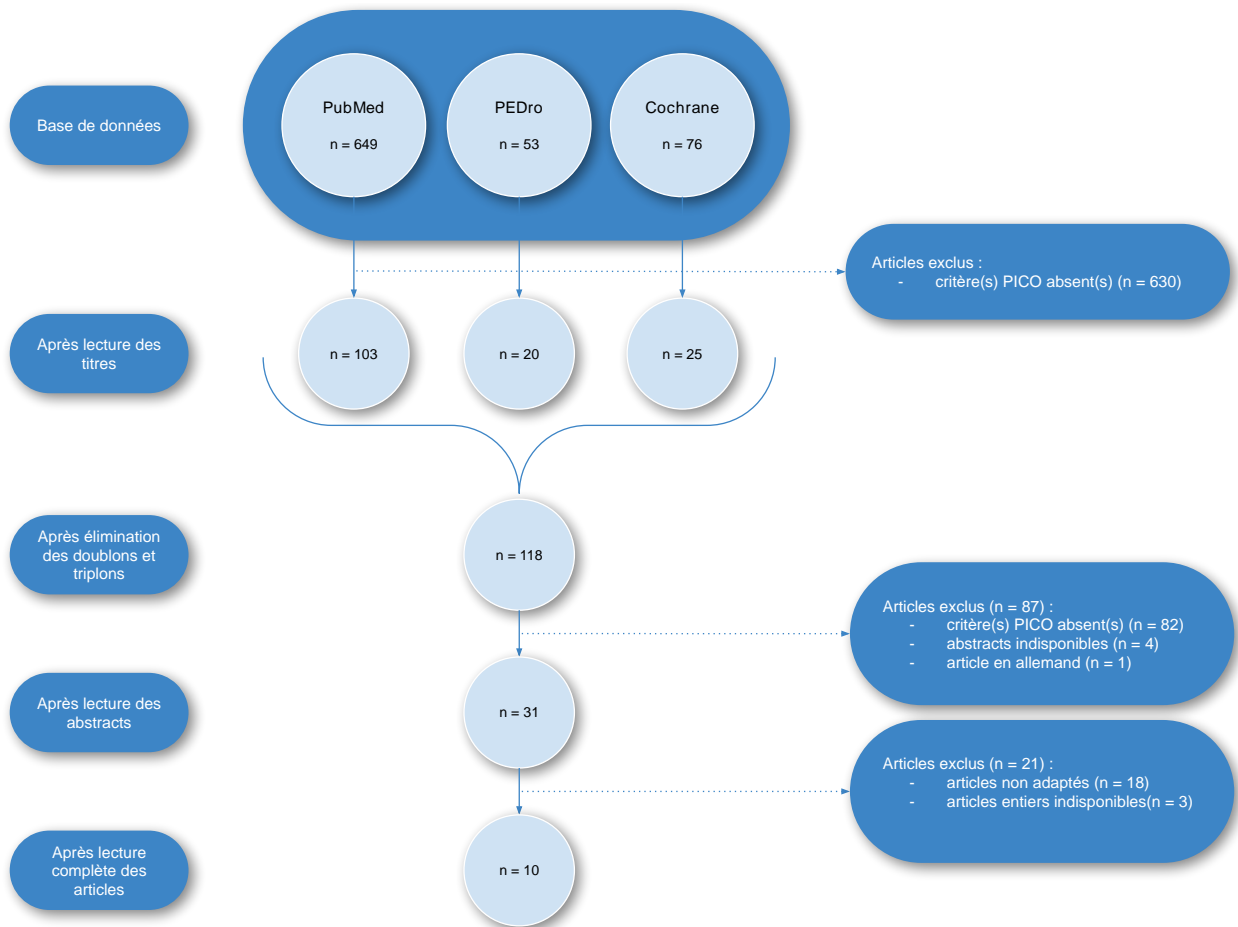 Base de données
PubMed
n = 649
PEDro
n = 53
Cochrane
n = 76
Articles exclus :
- critère(s) PICO absent(s) (n = 630)
Après lecture des
titres
n = 103
n = 20
n = 25
Après élimination
des doublons et
triplons
n = 118
Articles exclus (n = 87) :
- critère(s) PICO absent(s) (n = 82)
- abstracts indisponibles (n = 4)
- article en allemand (n = 1)
Après lecture des
abstracts
n = 31
Articles exclus (n = 21) :
- articles non adaptés (n = 18)
- articles entiers indisponibles(n = 3)
Après lecture
complète des
articles
n = 10